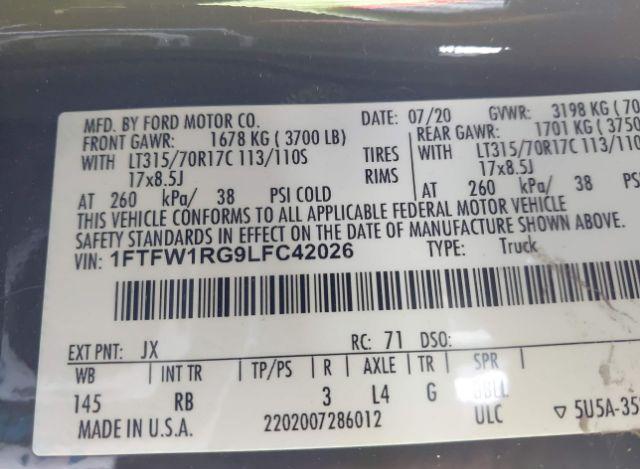 MFD. BY FORD MOTOR CO. DATE: 07/20 GVWR: 3198 KG (70
FRONT GAWR: 1678 KG (3700 LB) REAR GAWR: 1701 KG (3750
WITH LT315/70R17C 113/110S TIRES WITH LT315/70R17C 113/110
17x8.5J RIMS 17x8.5J
AT 260 kPa/ 38 PSI COLD AT 260 kPa/ 38 PSI
THIS VEHICLE CONFORMS TO ALL APPLICABLE FEDERAL MOTOR VEHICLE
SAFETY STANDARDS IN EFFECT ON THE DATE OF MANUFACTURE SHOWN ABOVE.
VIN: 1FTFW1RG9LFC42026 TYPE: Truck
EXT PNT: JX RC: 71 DSO:
WB INT TR TP/PS R AXLE TR SPR
145 RB 3 L4 G
MADE IN U.S.A. 2202007286012 ULC ▽ 5U5A-35